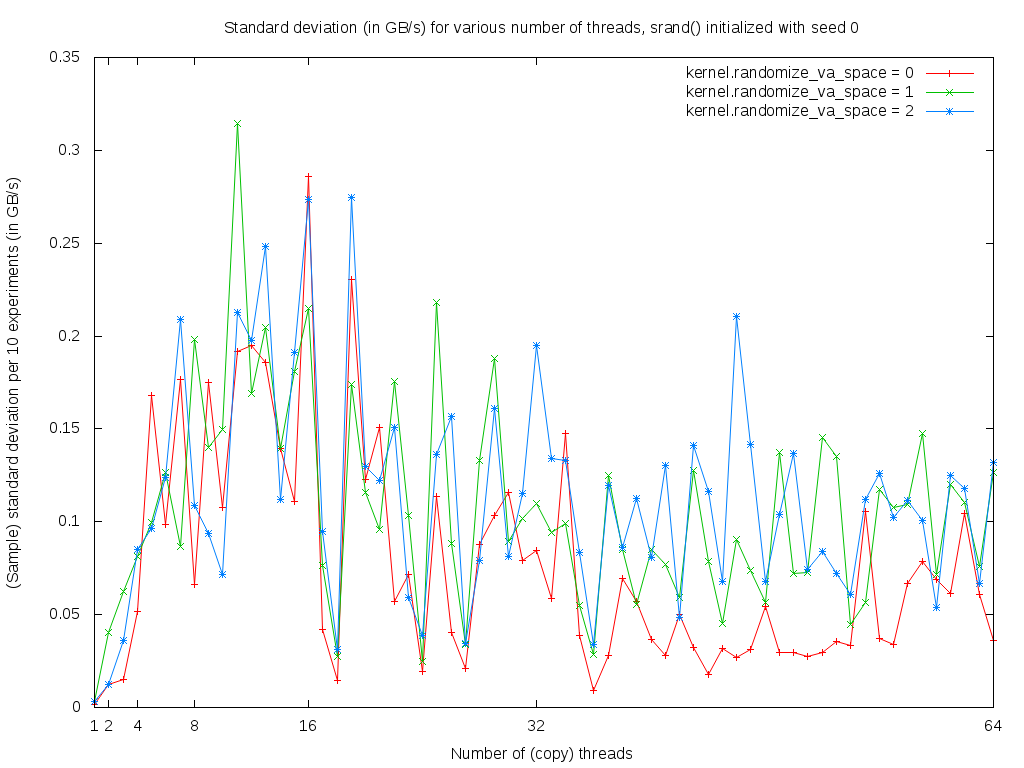 Standard deviation (in GB/s) for various number of threads, srand() initialized with seed 0
kernel.randomize_va_space = 0
kernel.randomize_va_space = 1
kernel.randomize_va_space = 2
(Sample) standard deviation per 10 experiments (in GB/s)
0.35
0.3
0.25
0.2
0.15
0.1
0.05
0
1 2 4 8 16 32 64
Number of (copy) threads